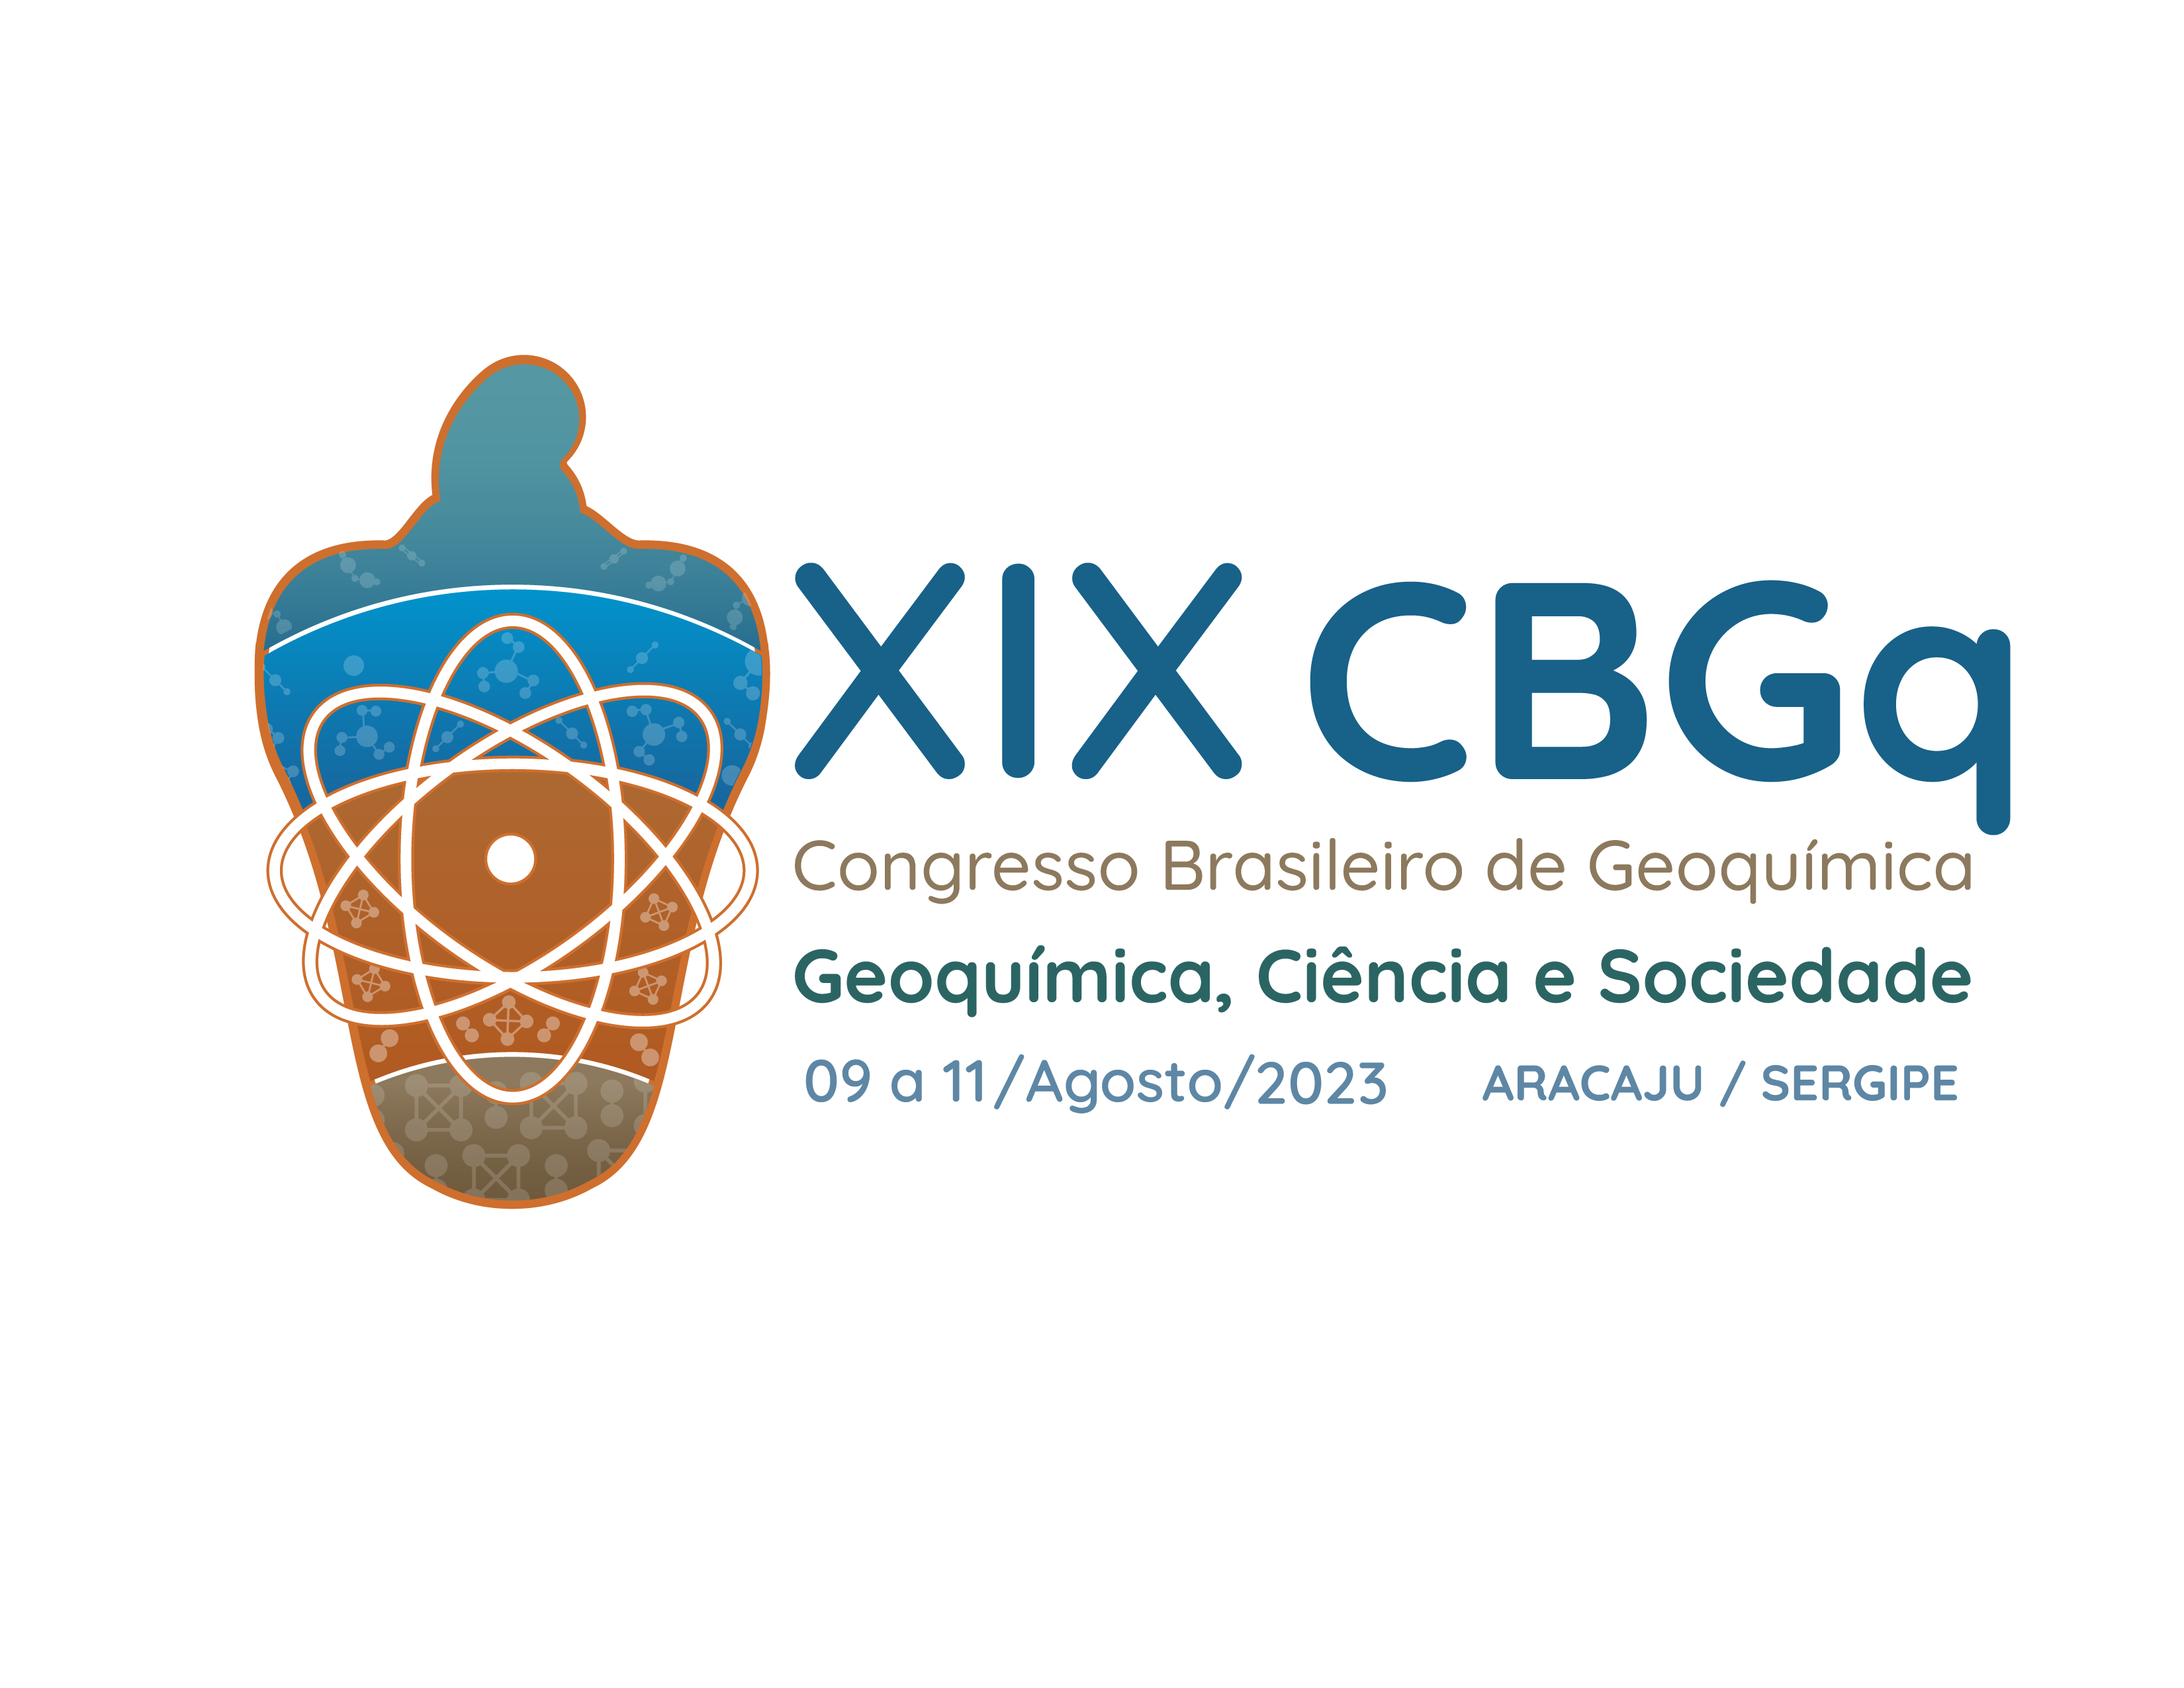 XIX CBGq
Congresso Brasileiro de Geoquímica
Geoquímica, Ciência e Sociedade
09 a 11/Agosto/2023 ARACAJU / SERGIPE